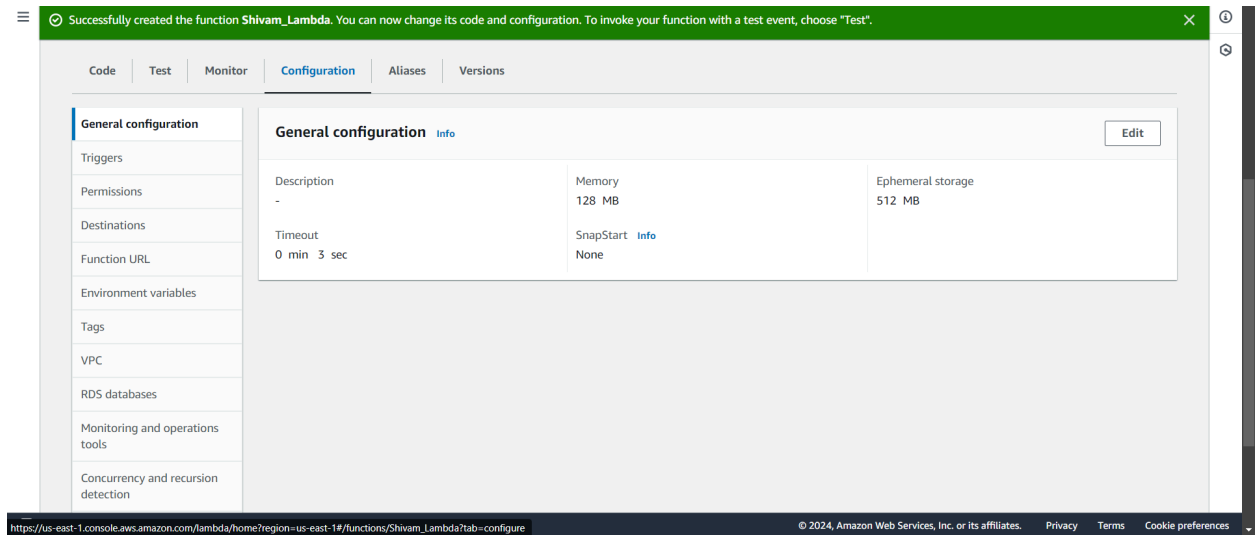 Successfully created the function Shivam_Lambda. You can now change its code and configuration. To invoke your function with a test event, choose "Test".
Code Test Monitor Configuration Aliases Versions
General configuration
Triggers
Permissions
Destinations
Function URL
Environment variables
Tags
VPC
RDS databases
Monitoring and operations
tools
Concurrency and recursion
detection
General configuration Info
Edit
Description
-
Memory
128 MB
Ephemeral storage
512 MB
Timeout
0 min 3 sec
SnapStart Info
None
https://us-east-1.console.aws.amazon.com/lambda/home?region=us-east-1#/functions/Shivam_Lambda?tab=configure
© 2024, Amazon Web Services, Inc. or its affiliates. Privacy Terms Cookie preferences